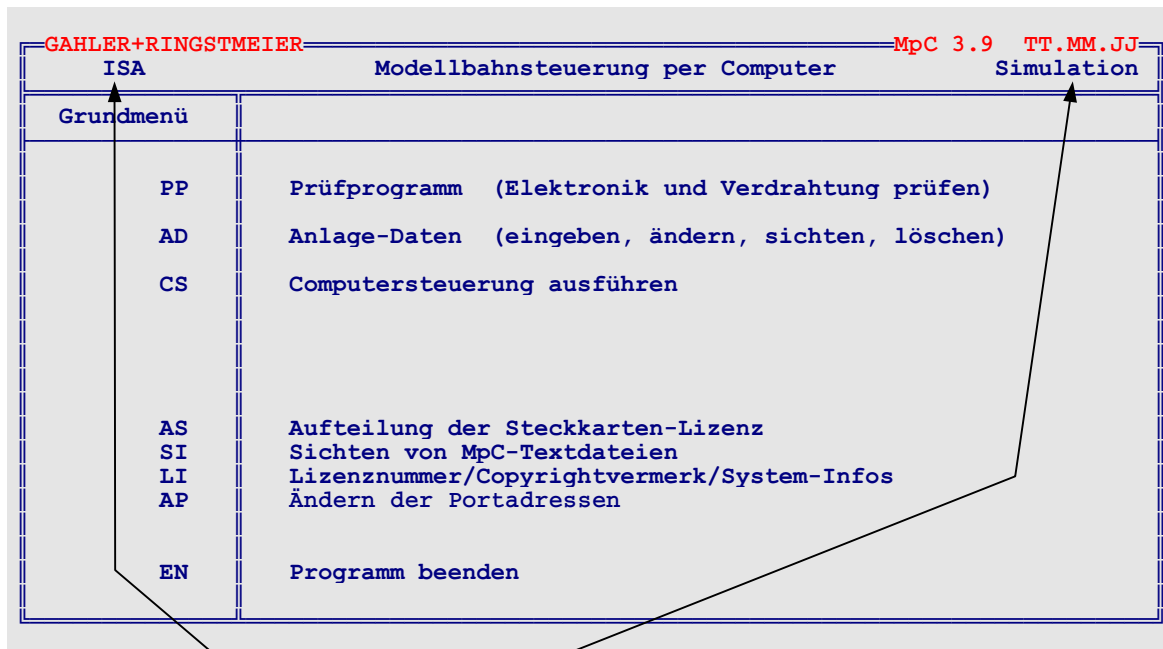 GAHLER+RINGSTMEIER MpC 3.9 TT.MM.JJ
ISA Modellbahnsteuerung per Computer Simulation
Grundmenü
PP Prüfprogramm (Elektronik und Verdrahtung prüfen)
AD Anlage-Daten (eingeben, ändern, sichten, löschen)
CS Computersteuerung ausführen
AS Aufteilung der Steckkarten-Lizenz
SI Sichten von MpC-Textdateien
LI Lizenznummer/Copyrightvermerk/System-Infos
AP Ändern der Portadressen
EN Programm beenden